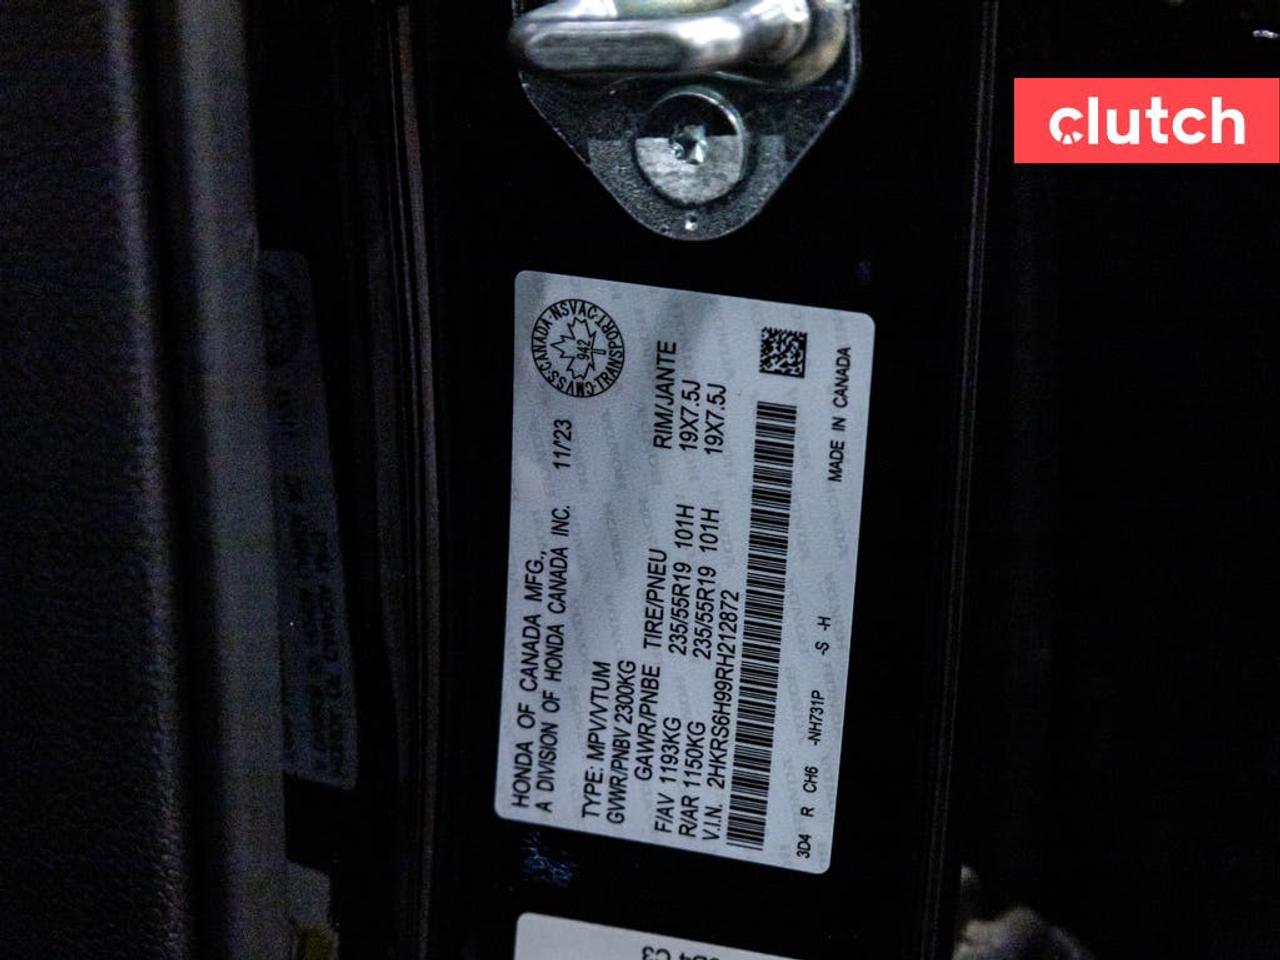 clutch
HONDA OF CANADA MFG.,
A DIVISION OF HONDA CANADA INC. 11/'23
CMVSS·CANADA·NSVAC·TRANSPORT·
942
TYPE: MPV/VTUM
GVWR/PNBV 2300KG
GAWR/PNBE TIRE/PNEU RIM/JANTE
F/AV 1193KG 235/55R19 101H 19X7.5J
R/AR 1150KG 235/55R19 101H 19X7.5J
V.I.N. 2HKRS6H99RH212872
3D4 R CH6 -NH731P -S -H MADE IN CANADA